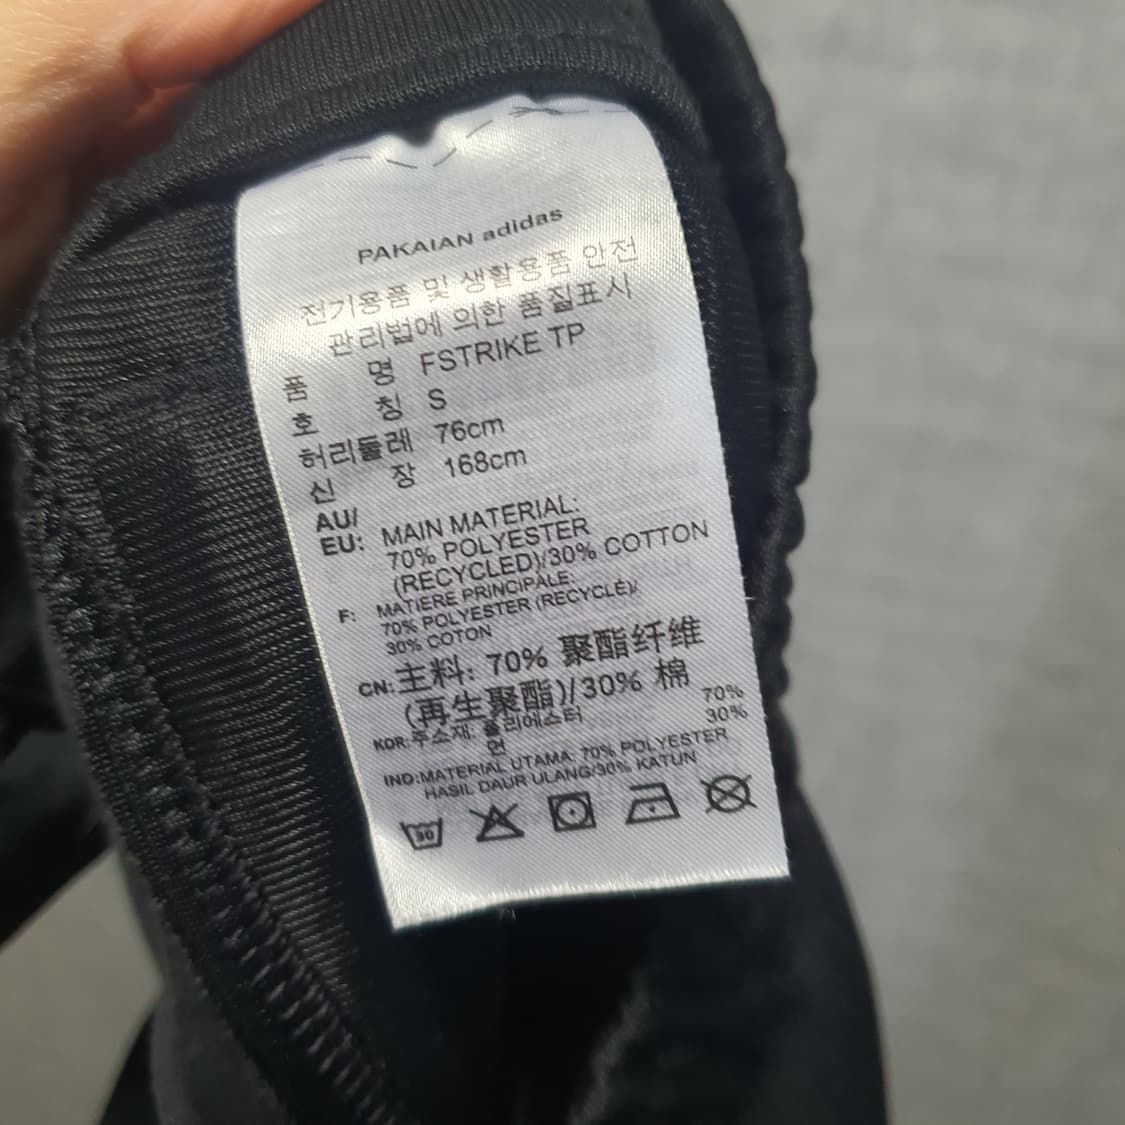 PAKAIAN adidas
전기용품 및 생활용품 안전
관리법에 의한 품질표시
품 명 FSTRIKE TP
호 칭 S
허리둘레 76cm
신 장 168cm
AU/
EU: MAIN MATERIAL:
70% POLYESTER
(RECYCLED)/30% COTTON
F: MATIERE PRINCIPALE:
70% POLYESTER (RECYCLÉ)/
30% COTON
CN: 主料: 70% 聚酯纤维
(再生聚酯)/30% 棉
KOR: 주소재: 폴리에스터 70%
면 30%
IND: MATERIAL UTAMA: 70% POLYESTER
HASIL DAUR ULANG/30% KATUN
30